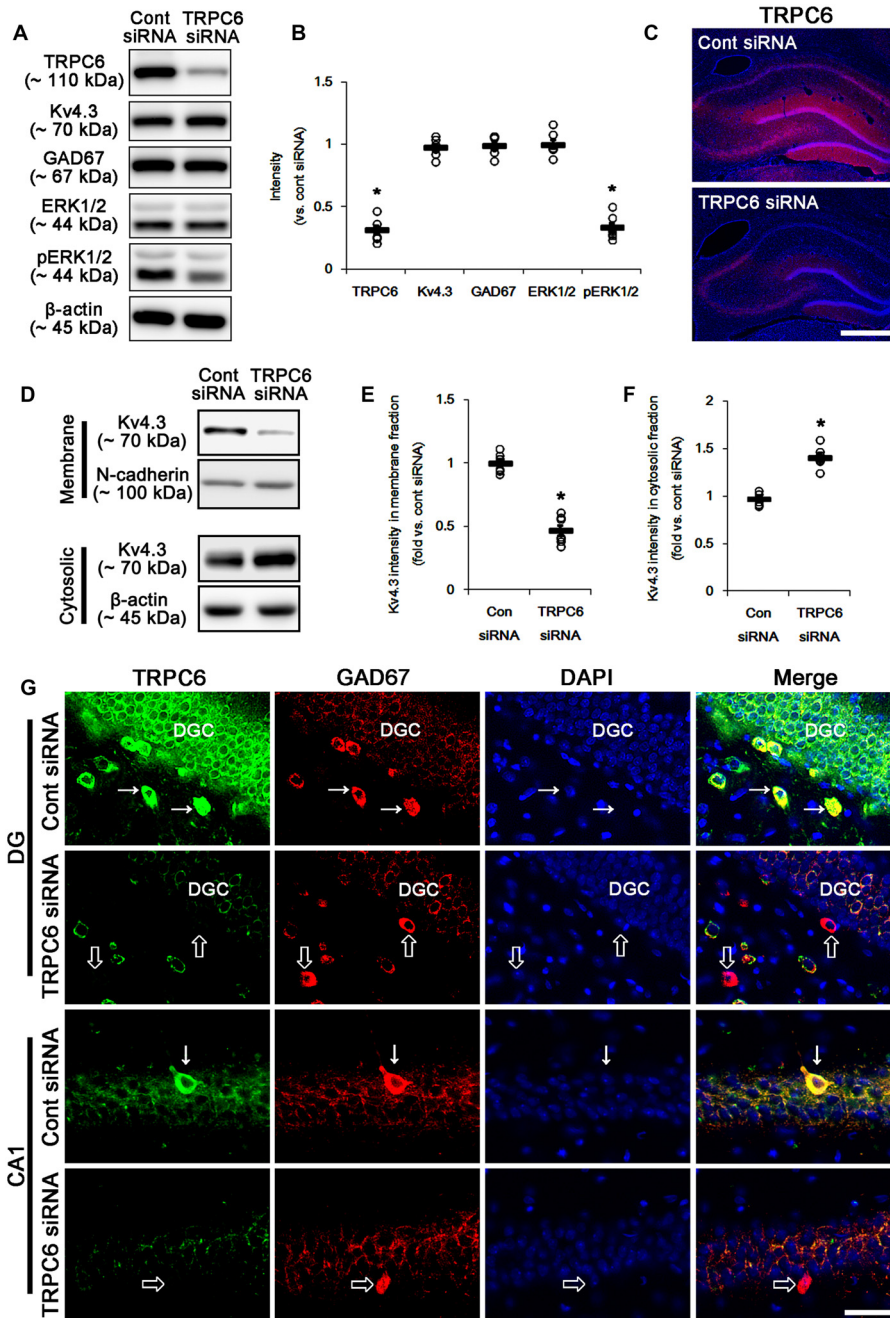 A
Cont TRPC6
siRNA siRNA
TRPC6
(~ 110 kDa)
Kv4.3
(~ 70 kDa)
GAD67
(~ 67 kDa)
ERK1/2
(~ 44 kDa)
pERK1/2
(~ 44 kDa)
β-actin
(~ 45 kDa)
B
Intensity
(vs. cont siRNA)
1.5
1
0.5
0
*
*
TRPC6 Kv4.3 GAD67 ERK1/2 pERK1/2
C
TRPC6
Cont siRNA
TRPC6 siRNA
D
Cont TRPC6
siRNA siRNA
Membrane
Kv4.3
(~ 70 kDa)
N-cadherin
(~ 100 kDa)
Cytosolic
Kv4.3
(~ 70 kDa)
β-actin
(~ 45 kDa)
E
Kv4.3 intensity in membrane fraction
(fold vs. cont siRNA)
1.5
1
0.5
0
*
Con TRPC6
siRNA siRNA
F
Kv4.3 intensity in cytosolic fraction
(fold vs. cont siRNA)
2
1.5
1
0.5
0
*
Con TRPC6
siRNA siRNA
G
TRPC6 GAD67 DAPI Merge
DG
Cont siRNA
DGC DGC DGC DGC
TRPC6 siRNA
DGC DGC DGC DGC
CA1
Cont siRNA
TRPC6 siRNA